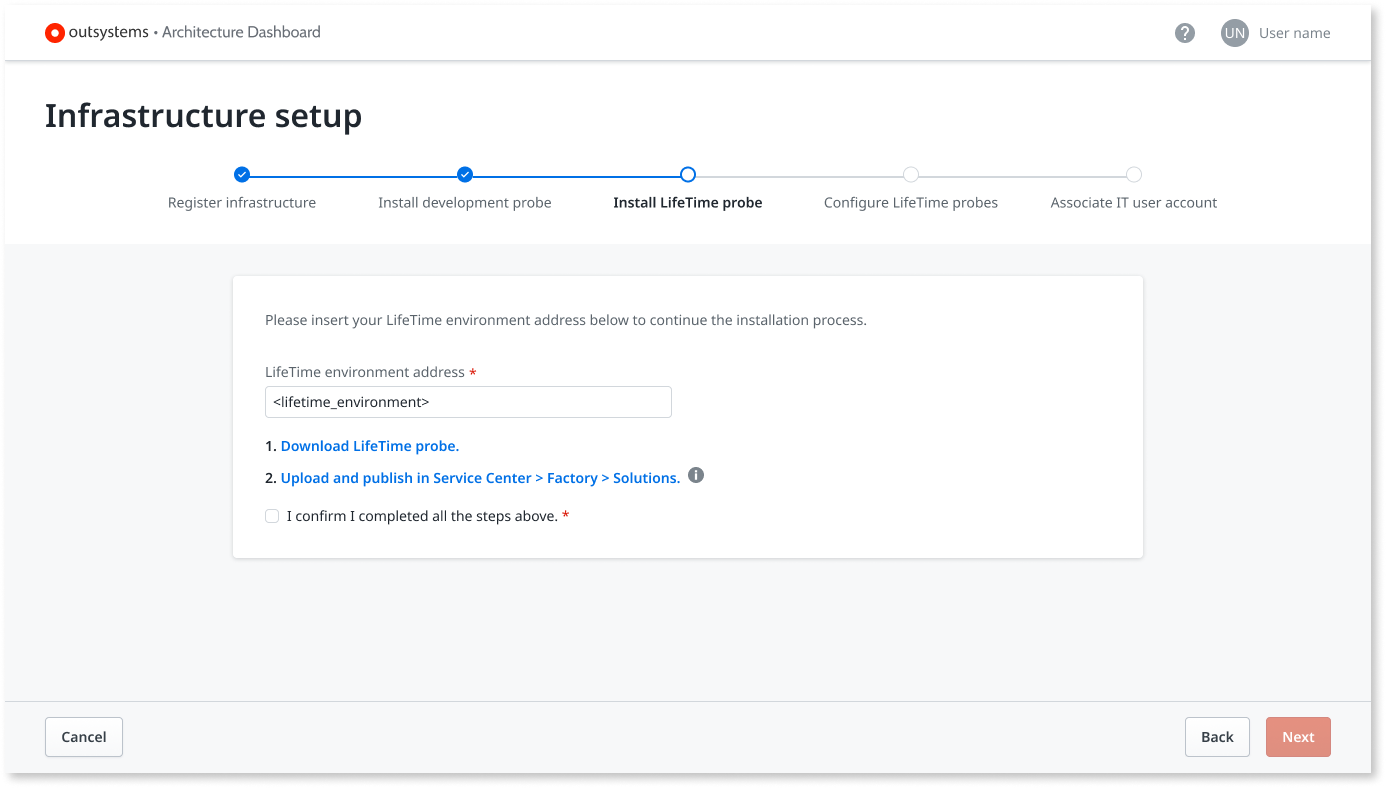 outsystems • Architecture Dashboard
? UN User name
Infrastructure setup
Register infrastructure Install development probe Install LifeTime probe Configure LifeTime probes Associate IT user account
Please insert your LifeTime environment address below to continue the installation process.
LifeTime environment address *
<lifetime_environment>
1. Download LifeTime probe.
2. Upload and publish in Service Center > Factory > Solutions. i
I confirm I completed all the steps above. *
Cancel Back Next